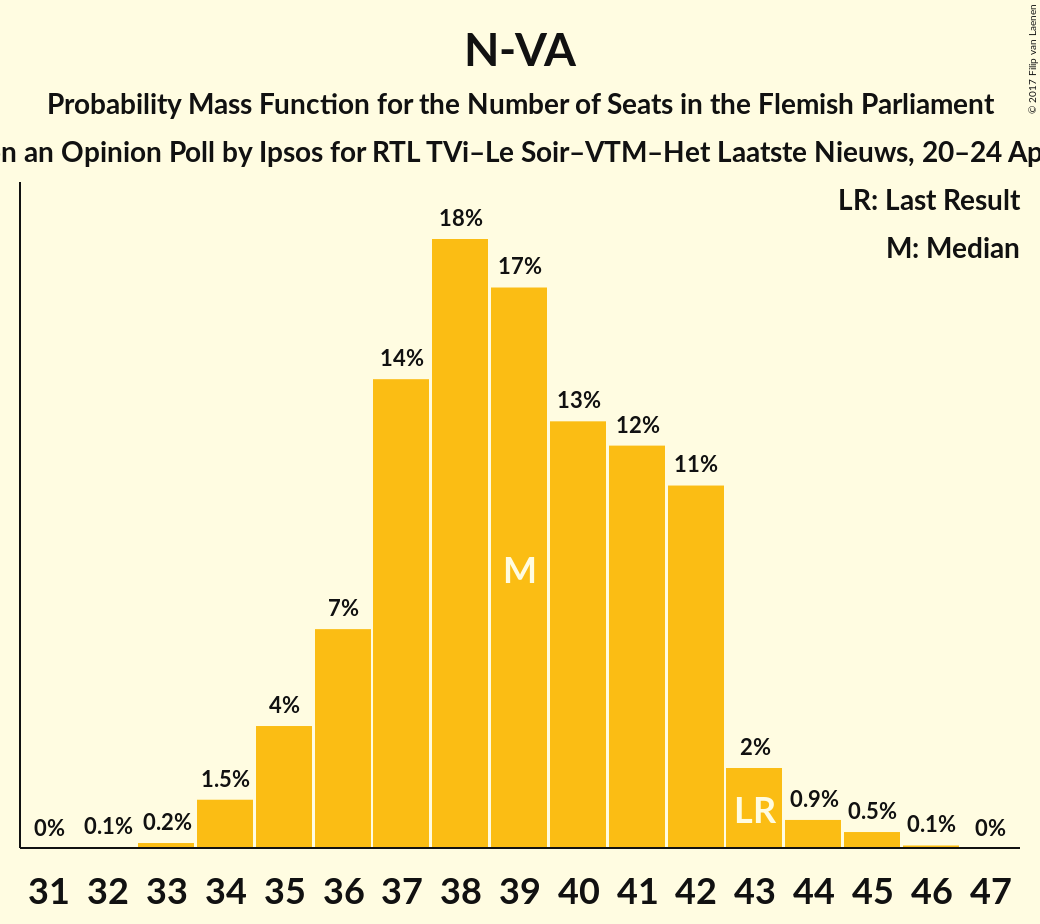 N-VA
Probability Mass Function for the Number of Seats in the Flemish Parliament
an Opinion Poll by Ipsos for RTL TVi–Le Soir–VTM–Het Laatste Nieuws, 20–24
© 2017 Filip van Laenen
LR: Last Result
M: Median
18%
17%
14%
13%
12%
11%
M
7%
4%
2%
1.5%
LR
0.9%
0.5%
0.2%
0.1%
0.1%
0%
0%
31 32 33 34 35 36 37 38 39 40 41 42 43 44 45 46 47